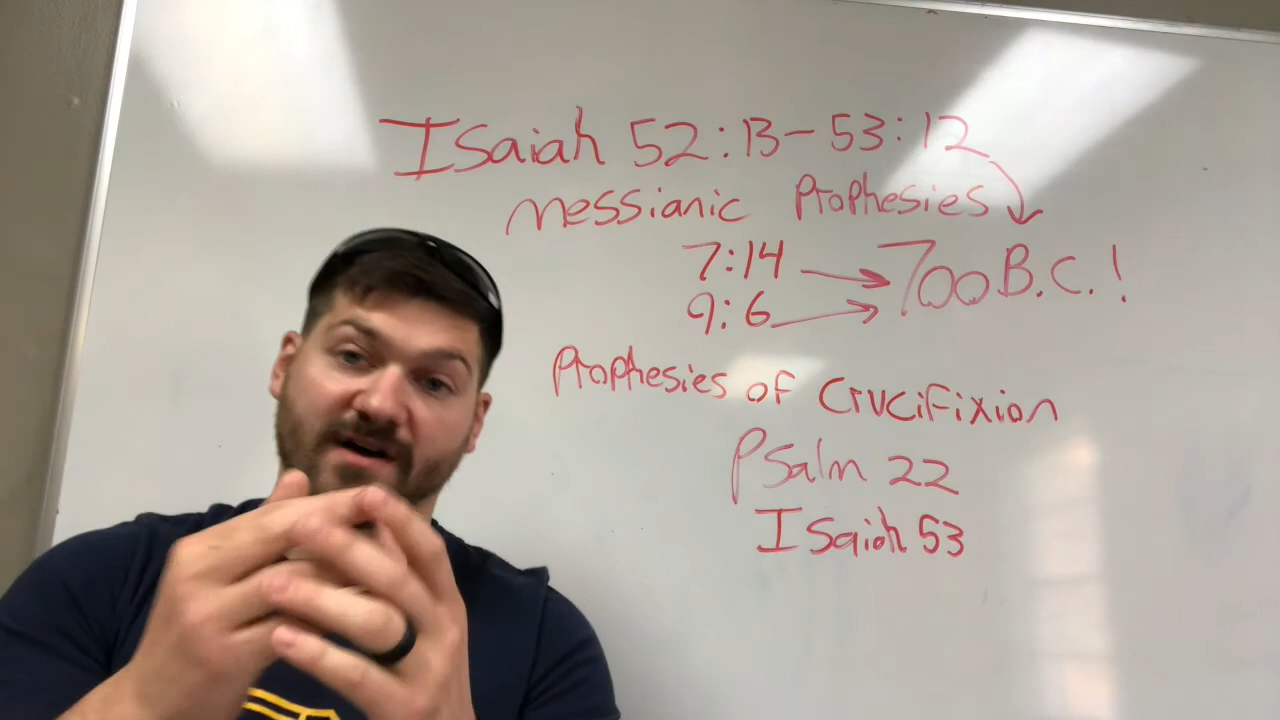 Isaiah 52:13-53:12
messianic Prophesies
7:14 → 700 B.C.!
9:6 →
Prophesies of Crucifixion
Psalm 22
Isaiah 53